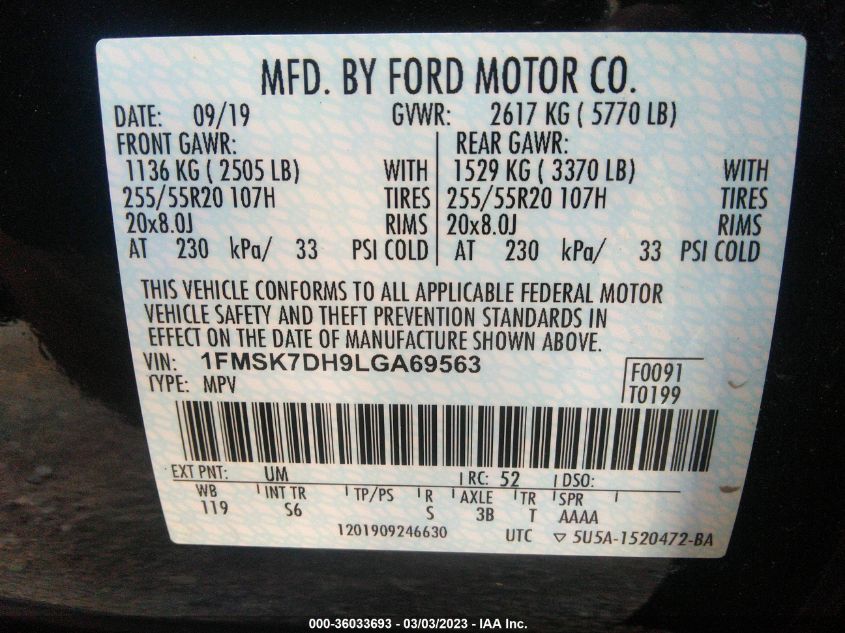 MFD. BY FORD MOTOR CO.
DATE: 09/19 GVWR: 2617 KG ( 5770 LB)
FRONT GAWR: REAR GAWR:
1136 KG ( 2505 LB) WITH 1529 KG ( 3370 LB) WITH
255/55R20 107H TIRES 255/55R20 107H TIRES
20x8.0J RIMS 20x8.0J RIMS
AT 230 kPa/ 33 PSI COLD AT 230 kPa/ 33 PSI COLD
THIS VEHICLE CONFORMS TO ALL APPLICABLE FEDERAL MOTOR
VEHICLE SAFETY AND THEFT PREVENTION STANDARDS IN
EFFECT ON THE DATE OF MANUFACTURE SHOWN ABOVE.
VIN: 1FMSK7DH9LGA69563 F0091
TYPE: MPV T0199
EXT PNT: UM RC: 52 DSO:
WB INT TR TP/PS R AXLE TR SPR
119 S6 S 3B T AAAA
1201909246630 UTC ▽ 5U5A-1520472-BA
000-36033693 - 03/03/2023 - IAA Inc.